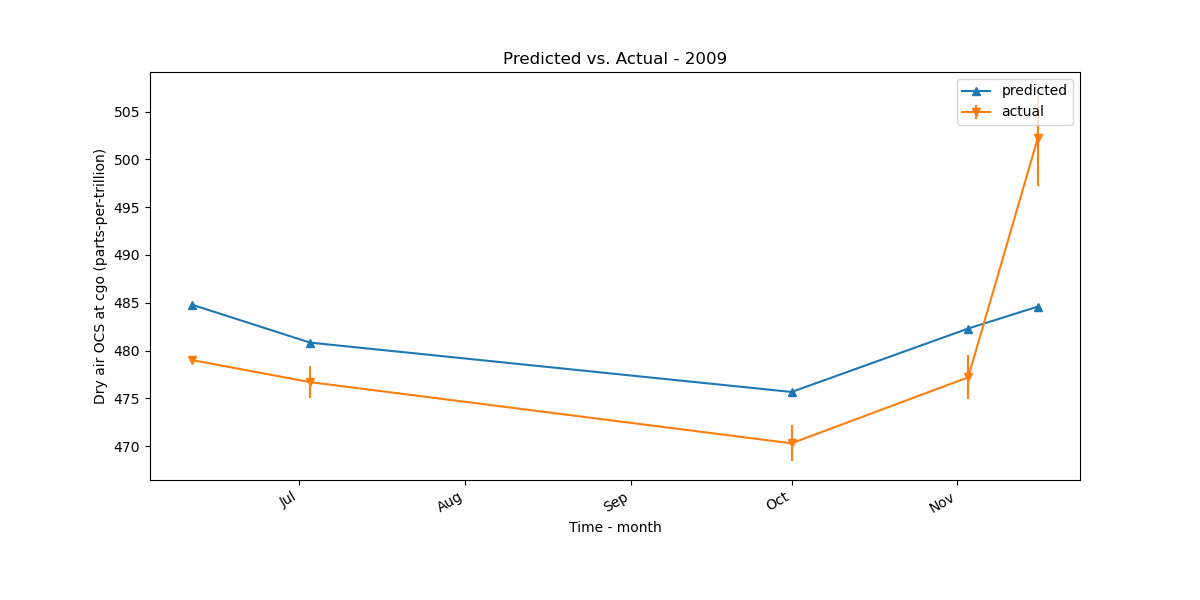 Predicted vs. Actual - 2009
predicted
actual
505
500
495
490
485
480
475
470
Dry air OCS at cgo (parts-per-trillion)
Jul
Aug
Sep
Oct
Nov
Time - month